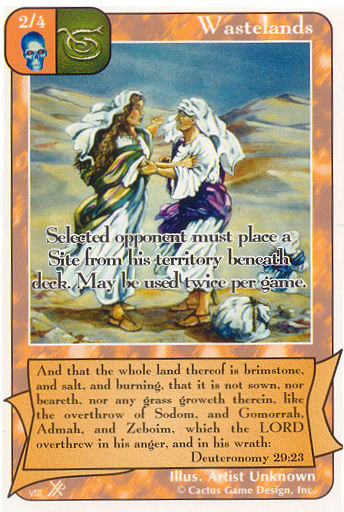 2/4
Wastelands
Selected opponent must place a
Site from his territory beneath
deck. May be used twice per game.
And that the whole land thereof is brimstone,
and salt, and burning, that it is not sown, nor
beareth, nor any grass groweth therein, like
the overthrow of Sodom, and Gomorrah,
Admah, and Zeboim, which the LORD
overthrew in his anger, and in his wrath:
Deuteronomy 29:23
Illus. Artist Unknown
VIII
© Cactus Game Design, Inc.